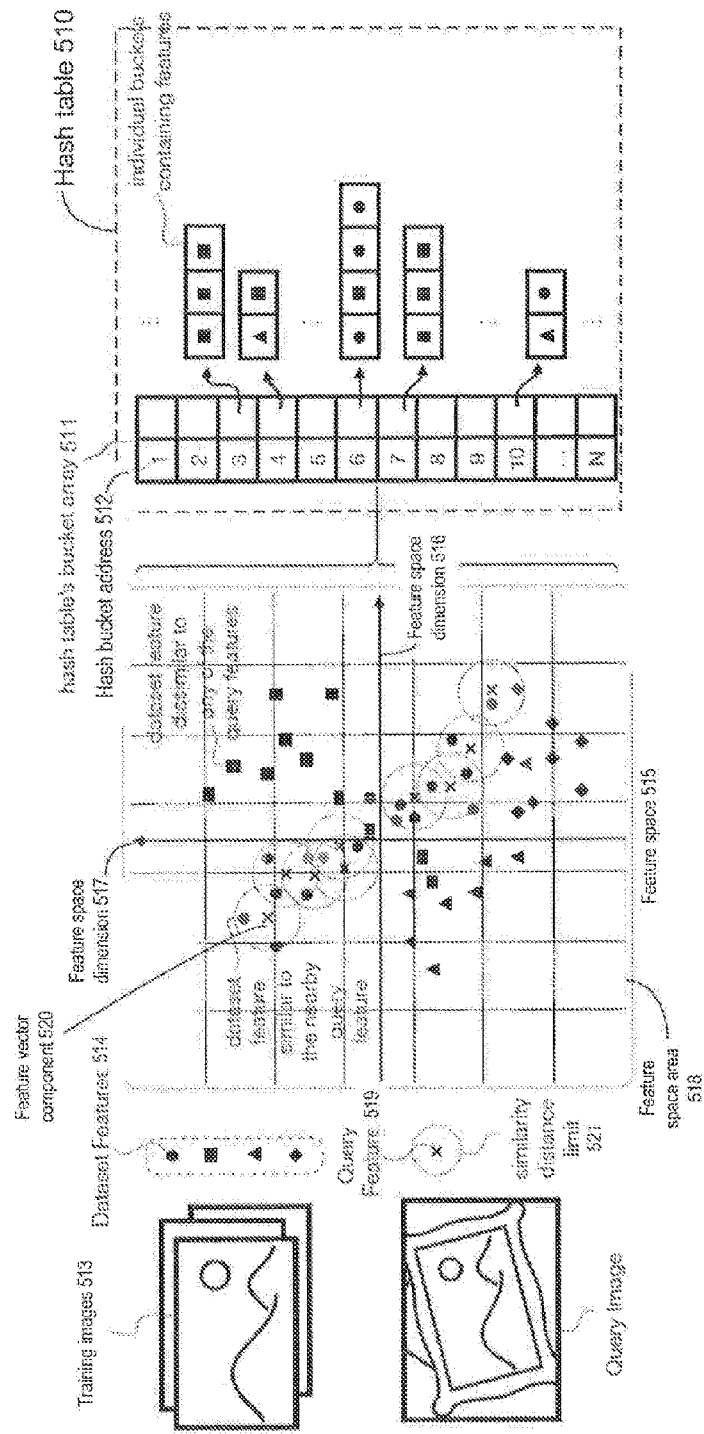 Training images 513
Query Image
Dataset Features 514
Query
Feature 519
similarity
distance
limit
521
Feature vector
component 520
Feature space
dimension 517
dataset
feature
similar to
the nearby
query
feature
dataset feature
dissimilar to
any of the
query features
Feature space
dimension 516
Feature space 515
Feature
space area
518
hash table's bucket array 511
Hash bucket address 512
Hash table 510
individual buckets
containing features
1
2
3
4
5
6
7
8
9
10
...
N